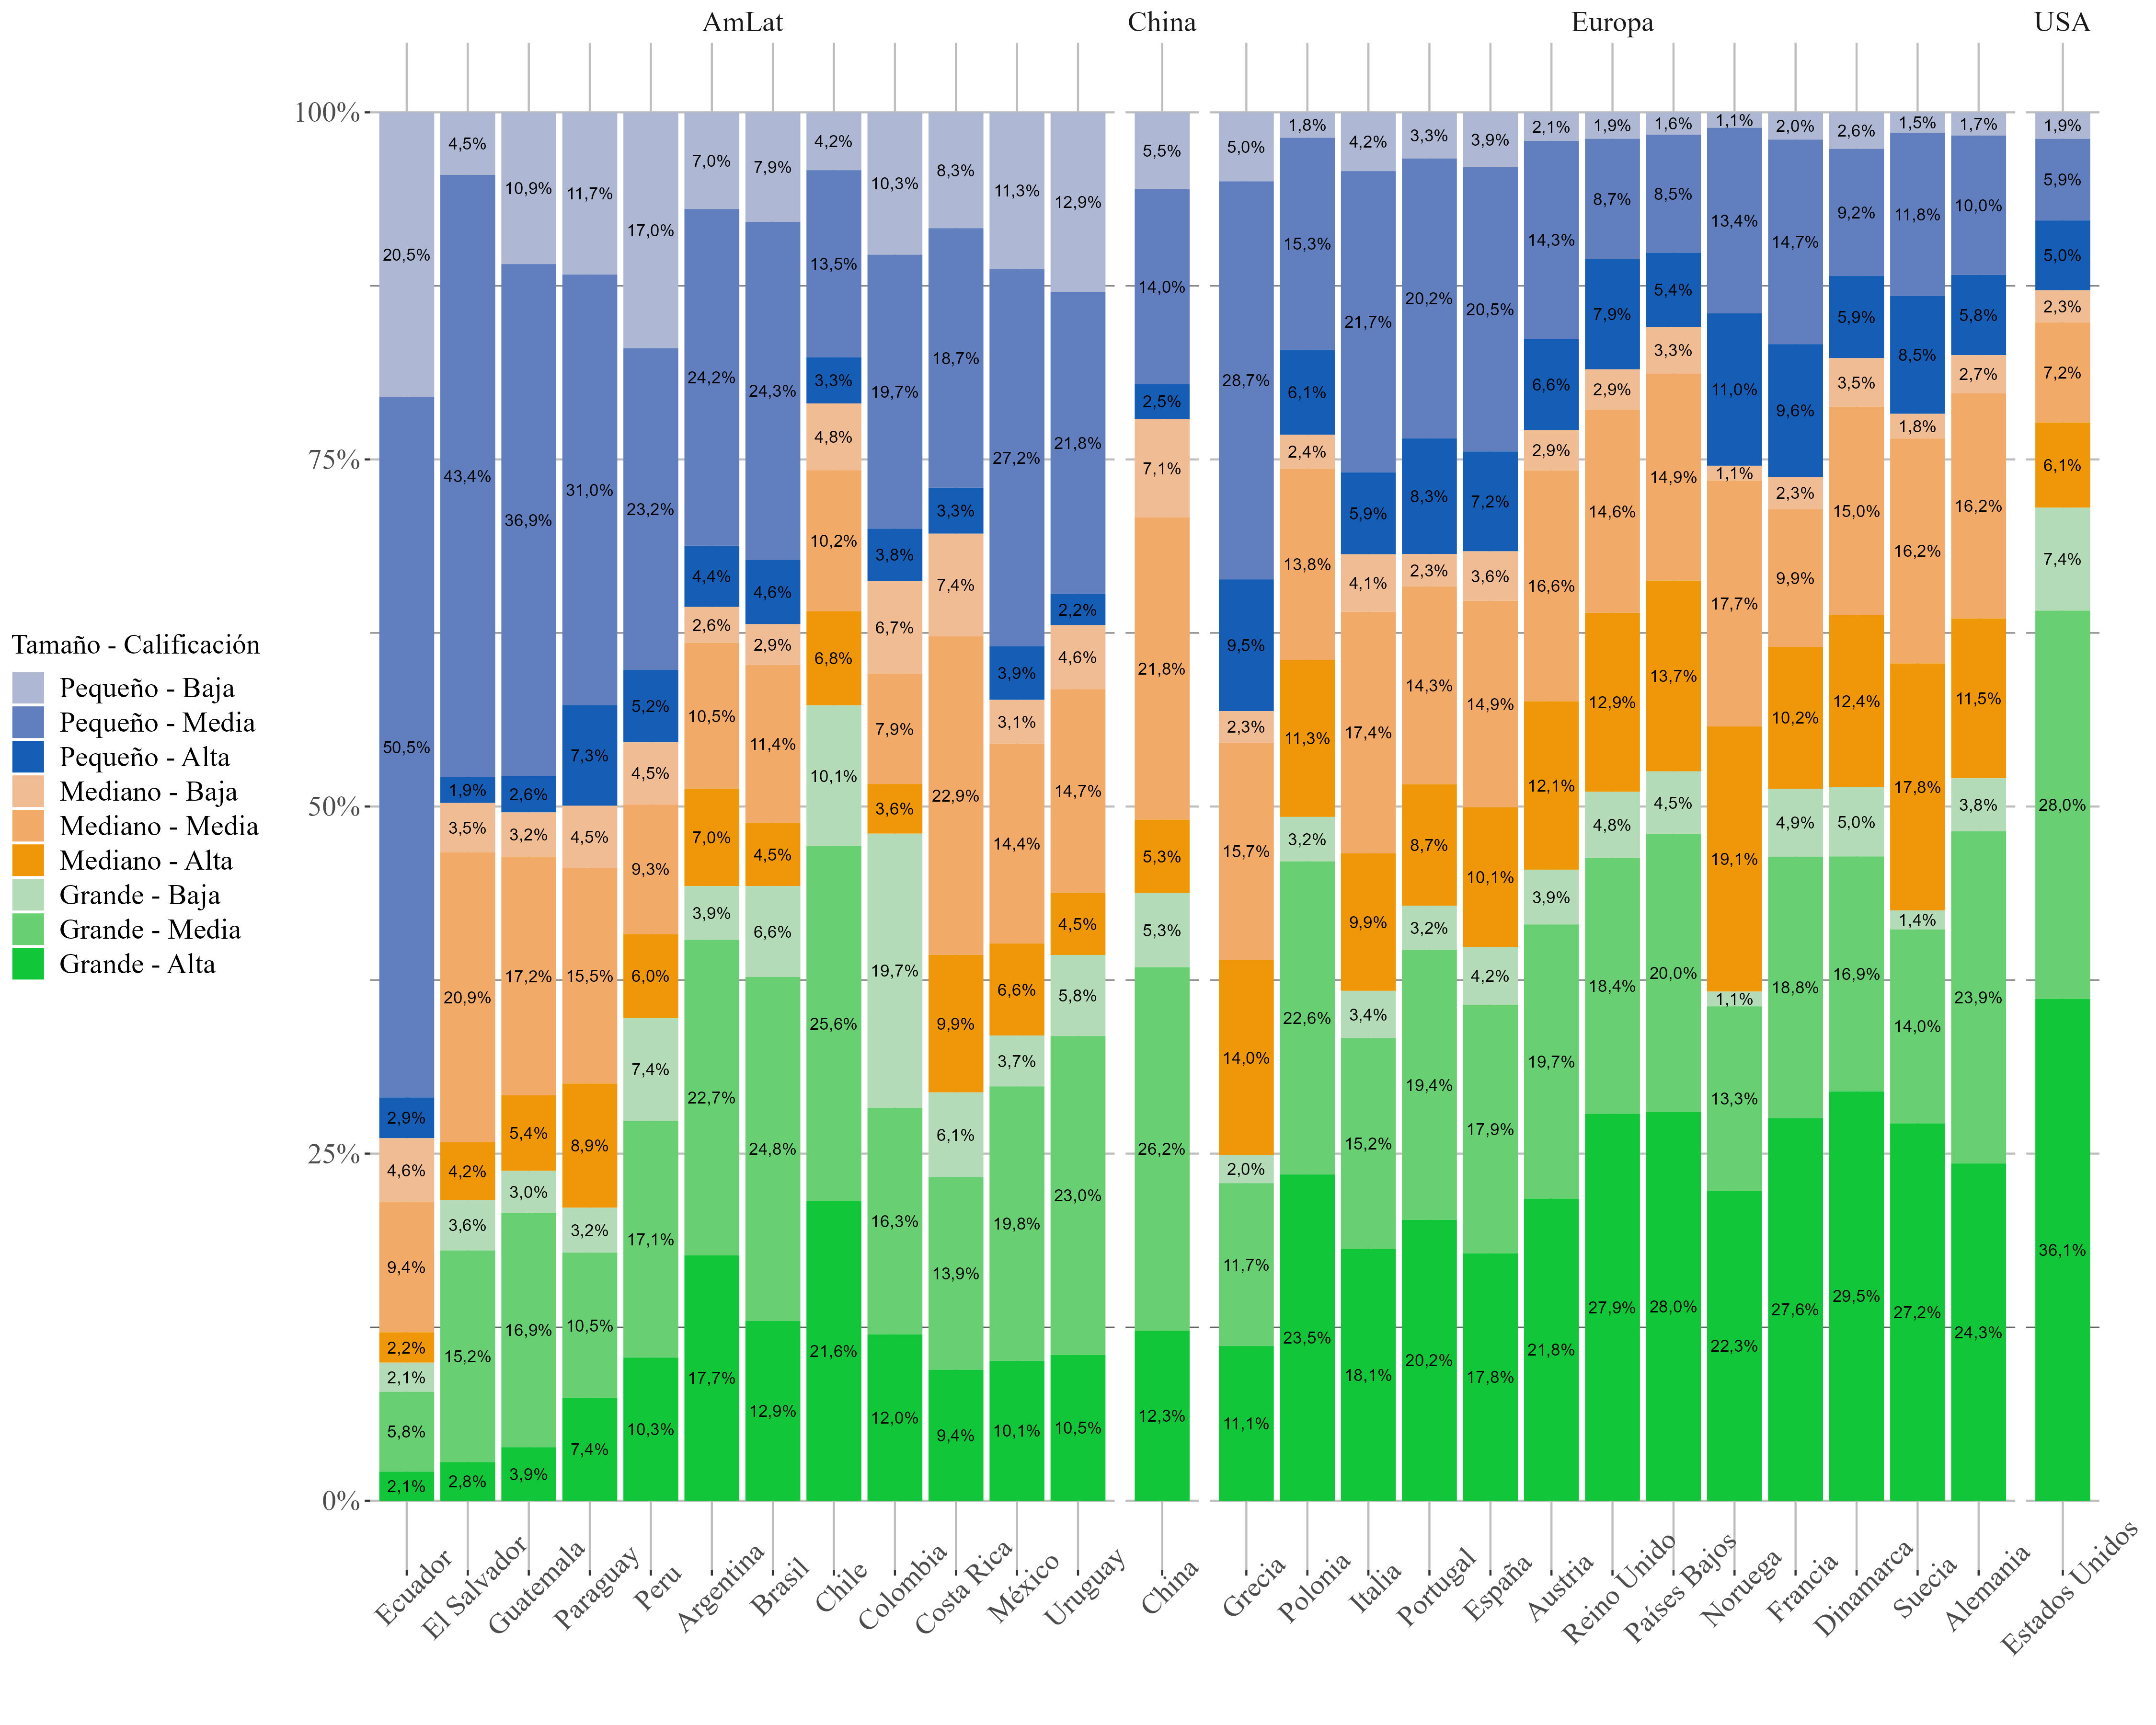 AmLat China Europa USA
100%
75%
50%
25%
0%
Tamaño - Calificación
Pequeño - Baja
Pequeño - Media
Pequeño - Alta
Mediano - Baja
Mediano - Media
Mediano - Alta
Grande - Baja
Grande - Media
Grande - Alta
20,5% 50,5% 2,9% 4,6% 9,4% 2,2% 2,1% 5,8% 2,1%
4,5% 43,4% 1,9% 3,5% 20,9% 4,2% 3,6% 15,2% 2,8%
10,9% 36,9% 2,6% 3,2% 17,2% 5,4% 3,0% 16,9% 3,9%
11,7% 31,0% 7,3% 4,5% 15,5% 8,9% 3,2% 10,5% 7,4%
17,0% 23,2% 5,2% 4,5% 9,3% 6,0% 7,4% 17,1% 10,3%
7,0% 24,2% 4,4% 2,6% 10,5% 7,0% 3,9% 22,7% 17,7%
7,9% 24,3% 4,6% 2,9% 11,4% 4,5% 6,6% 24,8% 12,9%
4,2% 13,5% 3,3% 4,8% 10,2% 6,8% 10,1% 25,6% 21,6%
10,3% 19,7% 3,8% 6,7% 7,9% 3,6% 19,7% 16,3% 12,0%
8,3% 18,7% 3,3% 7,4% 22,9% 9,9% 6,1% 13,9% 9,4%
11,3% 27,2% 3,9% 3,1% 14,4% 6,6% 3,7% 19,8% 10,1%
12,9% 21,8% 2,2% 4,6% 14,7% 4,5% 5,8% 23,0% 10,5%
5,5% 14,0% 2,5% 7,1% 21,8% 5,3% 5,3% 26,2% 12,3%
5,0% 28,7% 9,5% 2,3% 15,7% 14,0% 2,0% 11,7% 11,1%
1,8% 15,3% 6,1% 2,4% 13,8% 11,3% 3,2% 22,6% 23,5%
4,2% 21,7% 5,9% 4,1% 17,4% 9,9% 3,4% 15,2% 18,1%
3,3% 20,2% 8,3% 2,3% 14,3% 8,7% 3,2% 19,4% 20,2%
3,9% 20,5% 7,2% 3,6% 14,9% 10,1% 4,2% 17,9% 17,8%
2,1% 14,3% 6,6% 2,9% 16,6% 12,1% 3,9% 19,7% 21,8%
1,9% 8,7% 7,9% 2,9% 14,6% 12,9% 4,8% 18,4% 27,9%
1,6% 8,5% 5,4% 3,3% 14,9% 13,7% 4,5% 20,0% 28,0%
1,1% 13,4% 11,0% 1,1% 17,7% 19,1% 1,1% 13,3% 22,3%
2,0% 14,7% 9,6% 2,3% 9,9% 10,2% 4,9% 18,8% 27,6%
2,6% 9,2% 5,9% 3,5% 15,0% 12,4% 5,0% 16,9% 29,5%
1,5% 11,8% 8,5% 1,8% 16,2% 17,8% 1,4% 14,0% 27,2%
1,7% 10,0% 5,8% 2,7% 16,2% 11,5% 3,8% 23,9% 24,3%
1,9% 5,9% 5,0% 2,3% 7,2% 6,1% 7,4% 28,0% 36,1%
Ecuador
El Salvador
Guatemala
Paraguay
Peru
Argentina
Brasil
Chile
Colombia
Costa Rica
México
Uruguay
China
Grecia
Polonia
Italia
Portugal
España
Austria
Reino Unido
Países Bajos
Noruega
Francia
Dinamarca
Suecia
Alemania
Estados Unidos